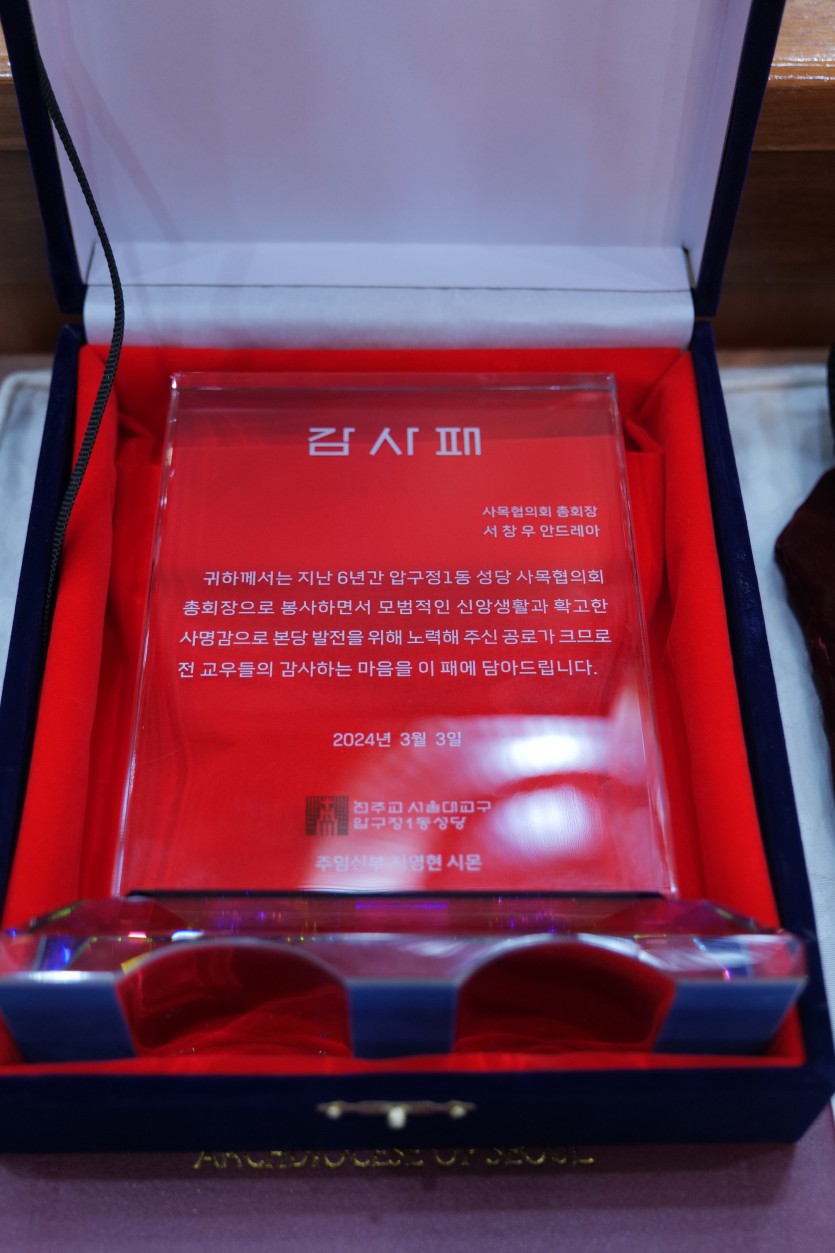 감사패
사목협의회 총회장
서 창 우 안드레아
귀하께서는 지난 6년간 압구정1동 성당 사목협의회
총회장으로 봉사하면서 모범적인 신앙생활과 확고한
사명감으로 본당 발전을 위해 노력해 주신 공로가 크므로
전 교우들의 감사하는 마음을 이 패에 담아드립니다.
2024년 3월 3일
천주교 서울대교구
압구정1동성당
주임신부 지영현 시몬
ARCHDIOCESE OF SEOUL